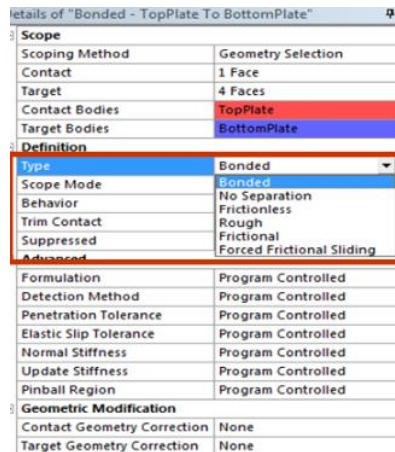 Details of "Bonded - TopPlate To BottomPlate"
Scope
Scoping Method Geometry Selection
Contact 1 Face
Target 4 Faces
Contact Bodies TopPlate
Target Bodies BottomPlate
Definition
Type Bonded
Scope Mode Bonded
No Separation
Behavior Frictionless
Trim Contact Rough
Frictional
Suppressed Forced Frictional Sliding
Advanced
Formulation Program Controlled
Detection Method Program Controlled
Penetration Tolerance Program Controlled
Elastic Slip Tolerance Program Controlled
Normal Stiffness Program Controlled
Update Stiffness Program Controlled
Pinball Region Program Controlled
Geometric Modification
Contact Geometry Correction None
Target Geometry Correction None